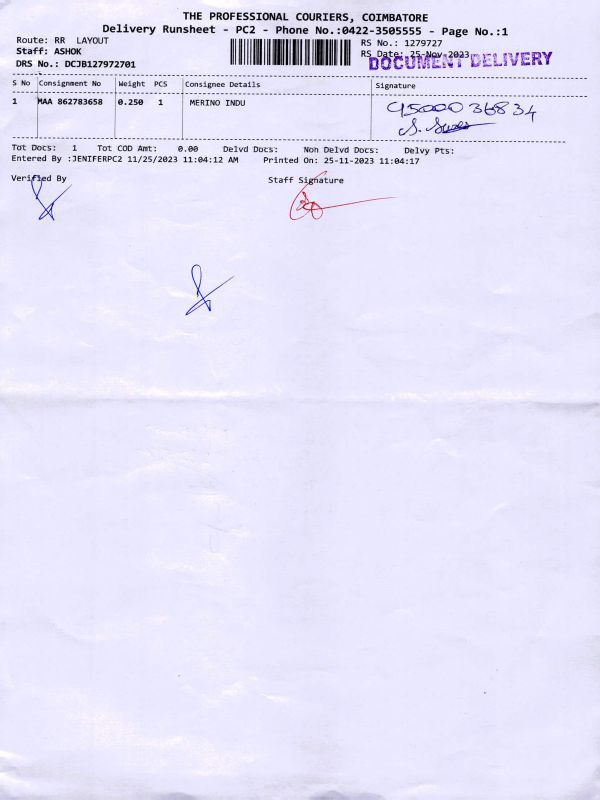 THE PROFESSIONAL COURIERS, COIMBATORE
Delivery Runsheet - PC2 - Phone No.:0422-3505555 - Page No.:1
Route: RR LAYOUT
Staff: ASHOK
DRS No.: DCJB127972701
RS No.: 1279727
RS Date: 25-Nov-2023
DOCUMENT DELIVERY
S No Consignment No Weight PCS Consignee Details Signature
1 MAA 862783658 0.250 1 MERINO INDU
9500036834
Tot Docs: 1 Tot COD Amt: 0.00 Delvd Docs: Non Delvd Docs: Delvy Pts:
Entered By :JENIFERPC2 11/25/2023 11:04:12 AM Printed On: 25-11-2023 11:04:17
Verified By Staff Signature